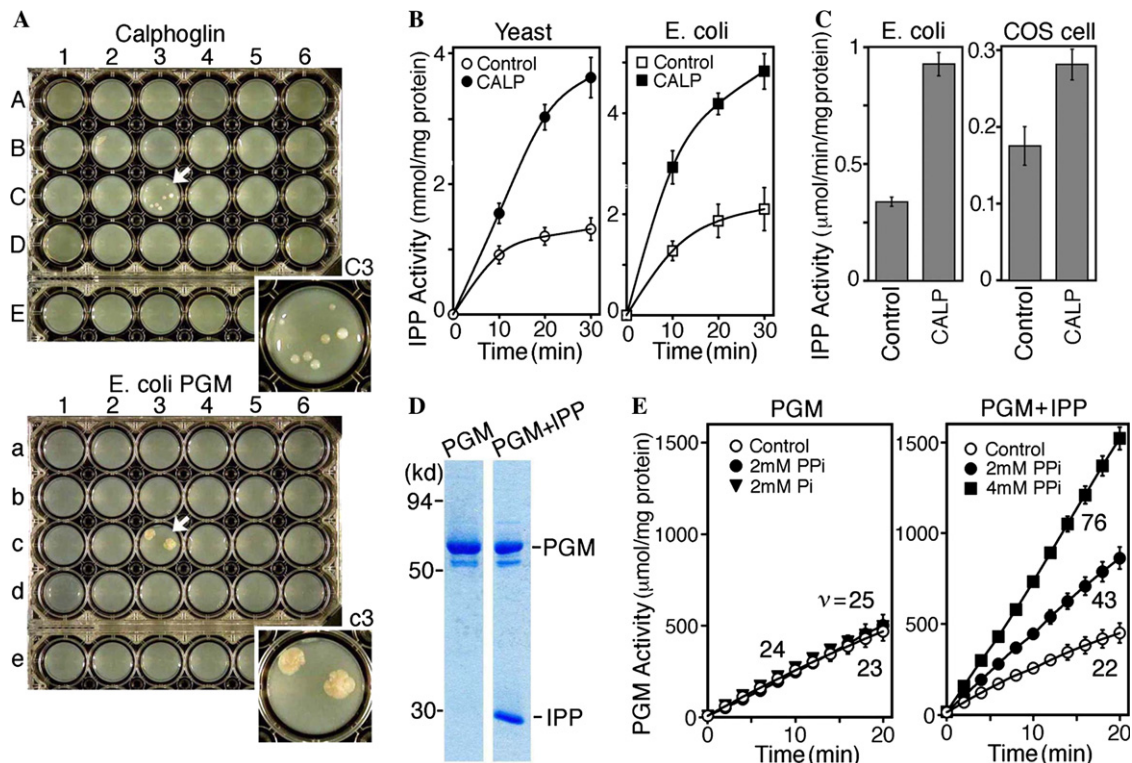 A
Calphoglin
1 2 3 4 5 6
A
B
C
D
E
C3
E. coli PGM
1 2 3 4 5 6
a
b
c
d
e
c3
B
Yeast
Control
CALP
E. coli
Control
CALP
IPP Activity (mmol/mg protein)
4
2
0
4
2
0
0 10 20 30
0 10 20 30
Time (min)
Time (min)
C
E. coli
COS cell
IPP Activity (µmol/min/mg protein)
1
0.5
0
0.3
0.2
0.1
0
Control
CALP
Control
CALP
D
PGM
PGM+IPP
(kd)
94
50
30
-PGM
-IPP
E
PGM
Control
2mM PPi
2mM Pi
PGM+IPP
Control
2mM PPi
4mM PPi
PGM Activity (µmol/mg protein)
1500
1000
500
0
1500
1000
500
0
ν=25
24
23
76
43
22
0 10 20
0 10 20
Time (min)
Time (min)